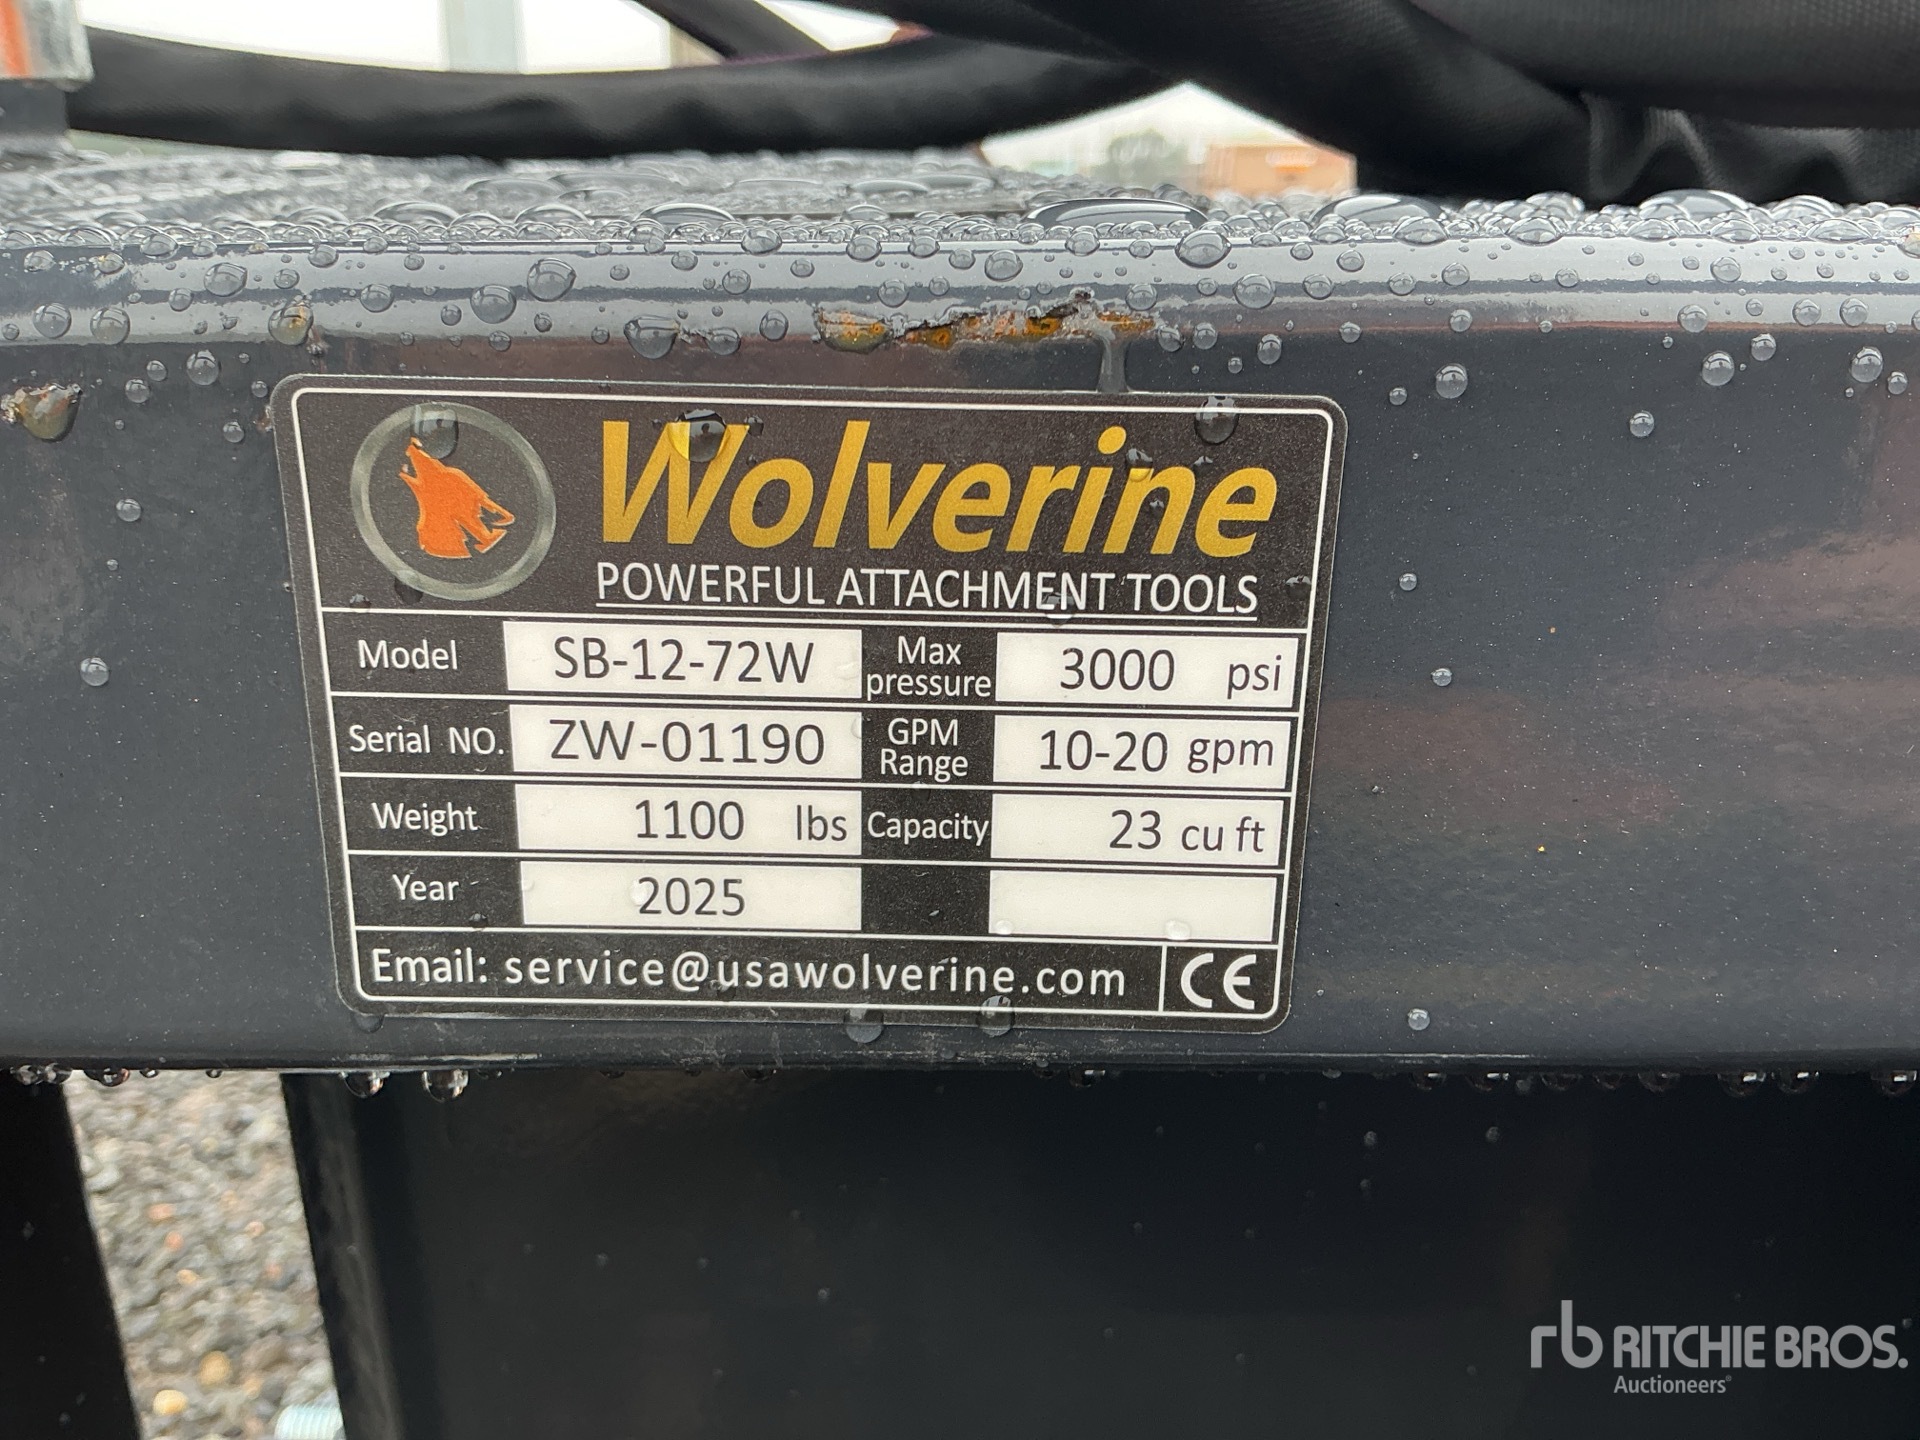 Wolverine
POWERFUL ATTACHMENT TOOLS
Model SB-12-72W Max pressure 3000 psi
Serial NO. ZW-01190 GPM Range 10-20 gpm
Weight 1100 lbs Capacity 23 cu ft
Year 2025
Email: service@usawolverine.com CE
rb RITCHIE BROS.
Auctioneers